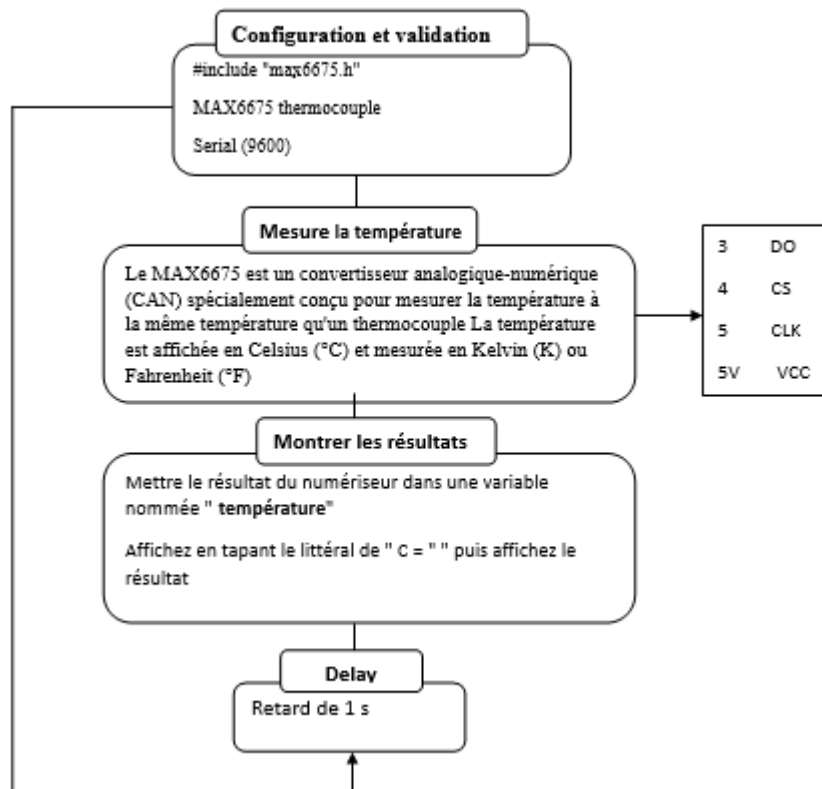 Configuration et validation
#include "max6675.h"
MAX6675 thermocouple
Serial (9600)
Mesure la température
Le MAX6675 est un convertisseur analogique-numérique
(CAN) spécialement conçu pour mesurer la température à
la même température qu'un thermocouple La température
est affichée en Celsius (°C) et mesurée en Kelvin (K) ou
Fahrenheit (°F)
3 DO
4 CS
5 CLK
5V VCC
Montrer les résultats
Mettre le résultat du numériseur dans une variable
nommée " température"
Affichez en tapant le littéral de " C = " " puis affichez le
résultat
Delay
Retard de 1 s